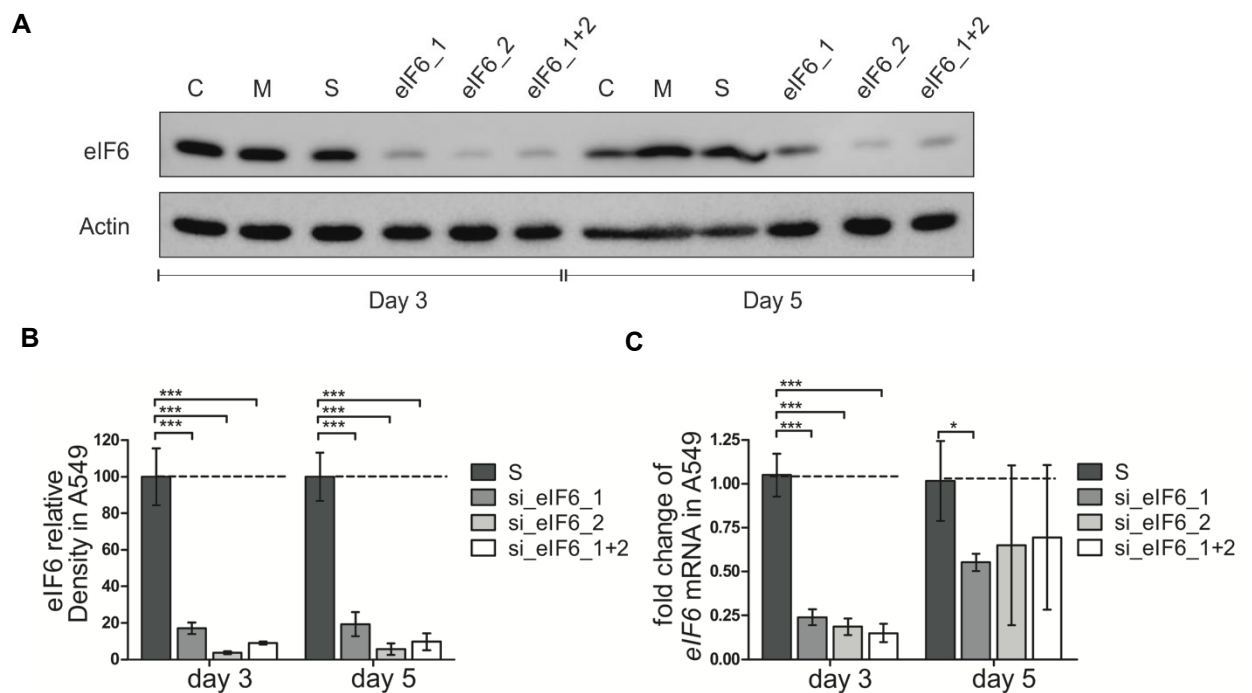 A
C M S eIF6_1 eIF6_2 eIF6_1+2 C M S eIF6_1 eIF6_2 eIF6_1+2
eIF6
Actin
Day 3 Day 5
B
*** ***
*** ***
*** ***
eIF6 relative
Density in A549
120
100
80
60
40
20
0
day 3 day 5
S
si_eIF6_1
si_eIF6_2
si_eIF6_1+2
C
***
***
*** *
fold change of
eIF6 mRNA in A549
1.25
1.00
0.75
0.50
0.25
0.00
day 3 day 5
S
si_eIF6_1
si_eIF6_2
si_eIF6_1+2